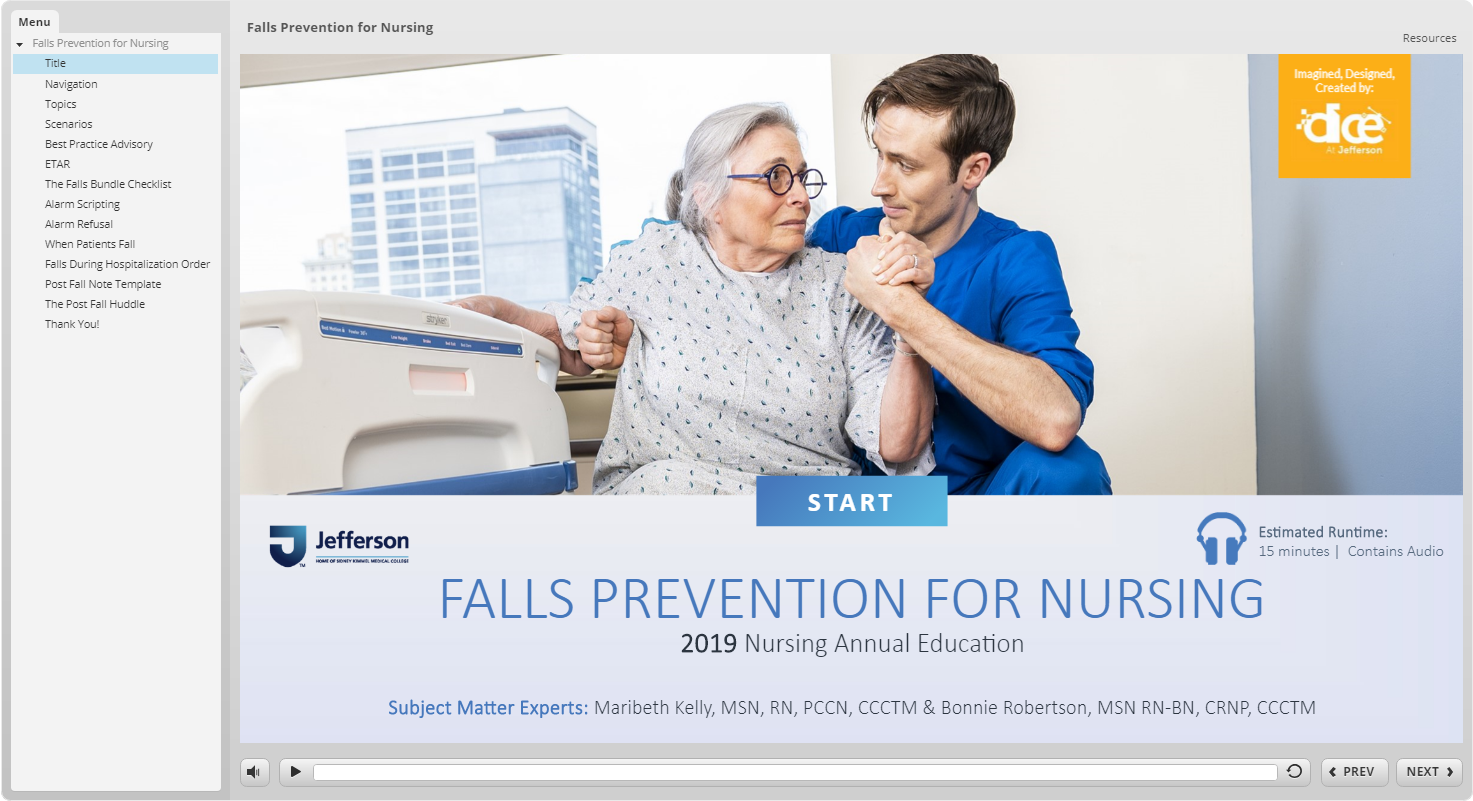 Menu
Falls Prevention for Nursing
Title
Navigation
Topics
Scenarios
Best Practice Advisory
ETAR
The Falls Bundle Checklist
Alarm Scripting
Alarm Refusal
When Patients Fall
Falls During Hospitalization Order
Post Fall Note Template
The Post Fall Huddle
Thank You!
Falls Prevention for Nursing
Resources
Imagined, Designed,
Created by:
dice
At Jefferson
stryker
START
Jefferson
HOME OF SIDNEY KIMMEL MEDICAL COLLEGE
TM
Estimated Runtime:
15 minutes | Contains Audio
FALLS PREVENTION FOR NURSING
2019 Nursing Annual Education
Subject Matter Experts: Maribeth Kelly, MSN, RN, PCCN, CCCTM & Bonnie Robertson, MSN RN-BN, CRNP, CCCTM
PREV
NEXT